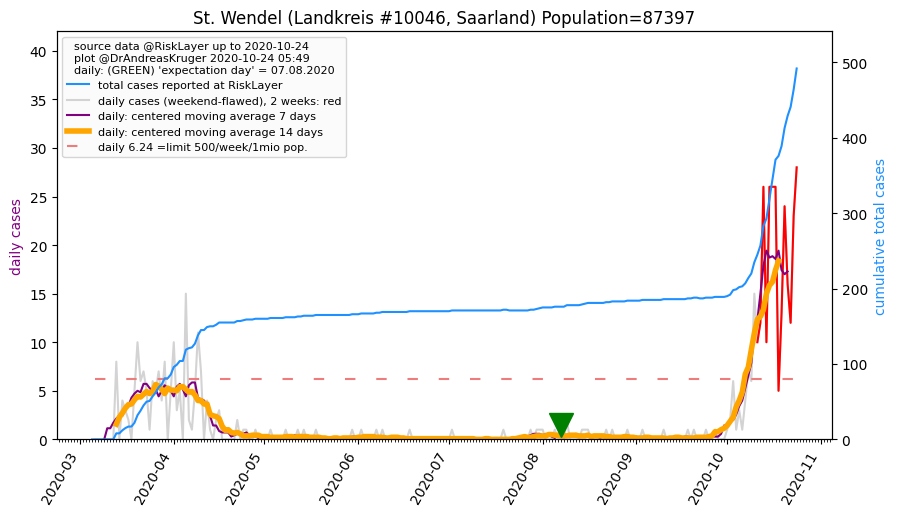 St. Wendel (Landkreis #10046, Saarland) Population=87397
source data @RiskLayer up to 2020-10-24
plot @DrAndreasKruger 2020-10-24 05:49
daily: (GREEN) 'expectation day' = 07.08.2020
total cases reported at RiskLayer
daily cases (weekend-flawed), 2 weeks: red
daily: centered moving average 7 days
daily: centered moving average 14 days
daily 6.24 =limit 500/week/1mio pop.
daily cases
40
35
30
25
20
15
10
5
0
500
400
300
200
100
0
cumulative total cases
2020-03
2020-04
2020-05
2020-06
2020-07
2020-08
2020-09
2020-10
2020-11